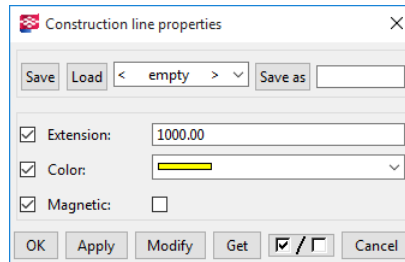 Construction line properties
Save Load < empty > Save as
Extension: 1000.00
Color:
Magnetic:
OK Apply Modify Get / Cancel